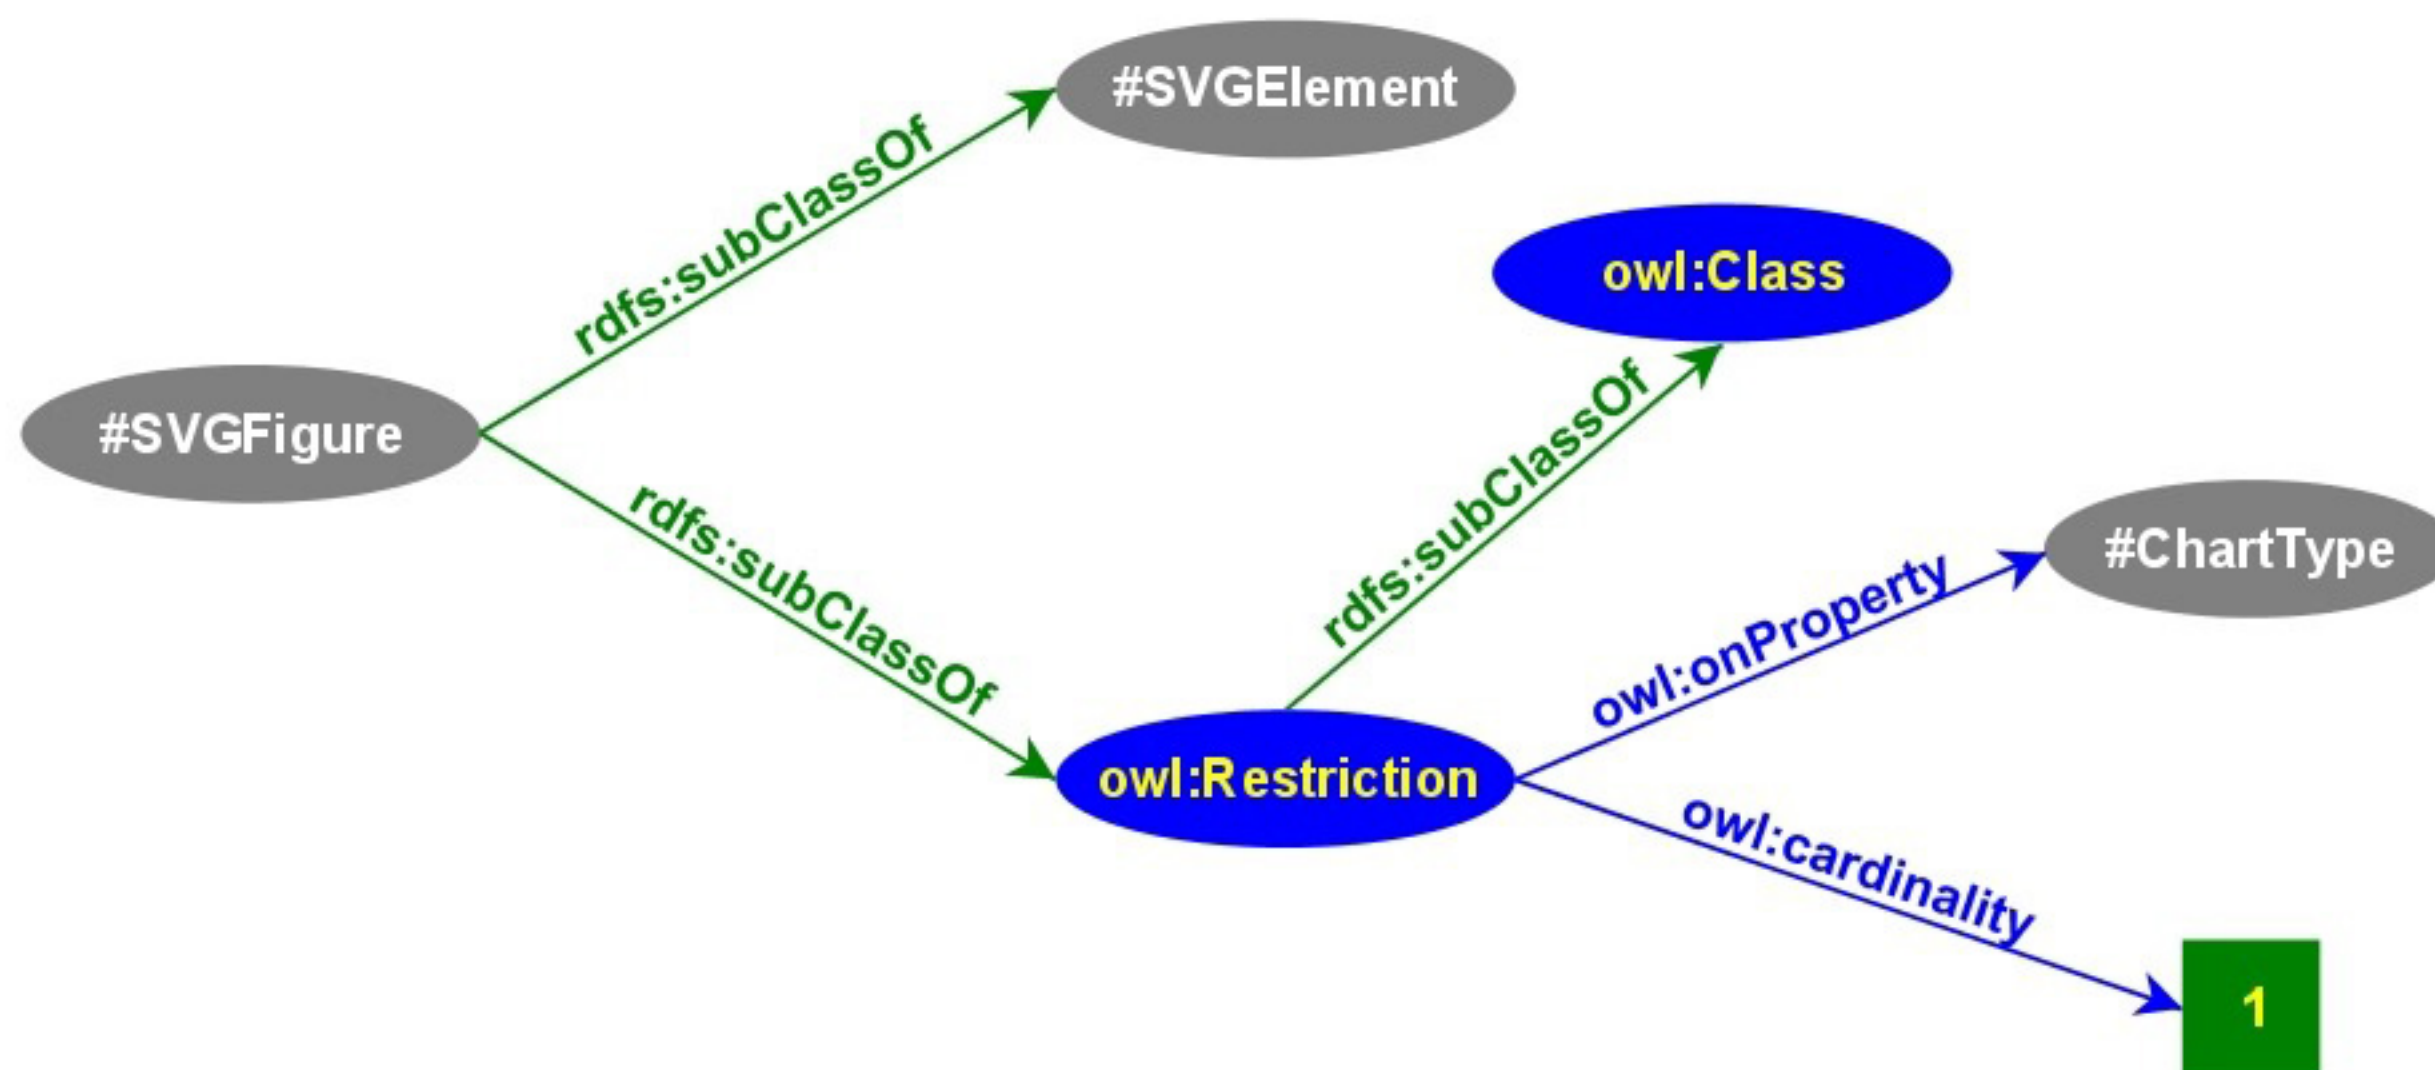 #SVGElement
rdfs:subClassOf
owl:Class
#SVGFigure
rdfs:subClassOf
rdfs:subClassOf
#ChartType
owl:onProperty
owl:Restriction
owl:cardinality
1